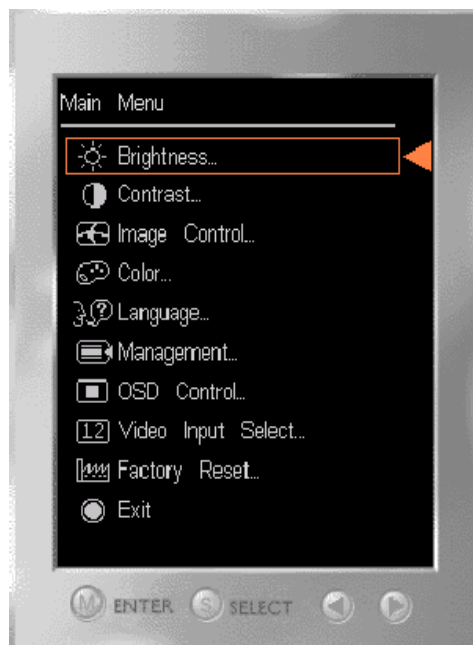 Main Menu
Brightness...
Contrast...
Image Control...
Color...
Language...
Management...
OSD Control...
12 Video Input Select...
Factory Reset...
Exit
M ENTER S SELECT